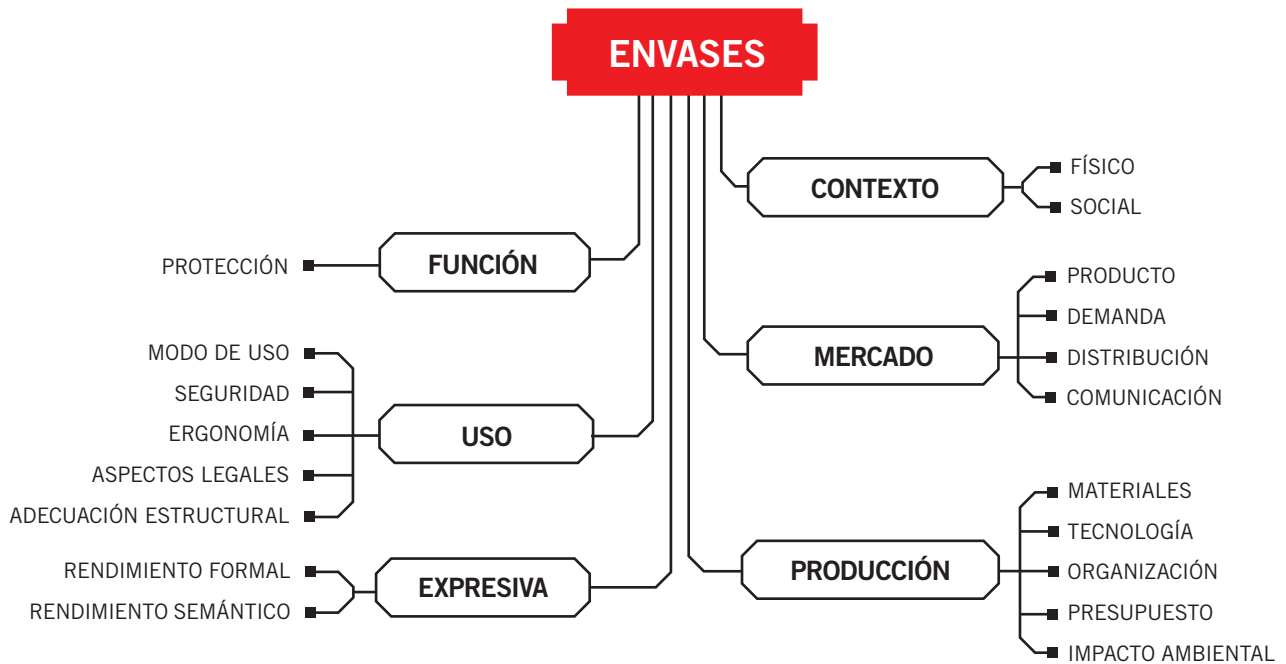 ENVASES
CONTEXTO
FÍSICO
SOCIAL
FUNCIÓN
PROTECCIÓN
MERCADO
PRODUCTO
DEMANDA
DISTRIBUCIÓN
COMUNICACIÓN
USO
MODO DE USO
SEGURIDAD
ERGONOMÍA
ASPECTOS LEGALES
ADECUACIÓN ESTRUCTURAL
PRODUCCIÓN
MATERIALES
TECNOLOGÍA
ORGANIZACIÓN
PRESUPUESTO
IMPACTO AMBIENTAL
EXPRESIVA
RENDIMIENTO FORMAL
RENDIMIENTO SEMÁNTICO